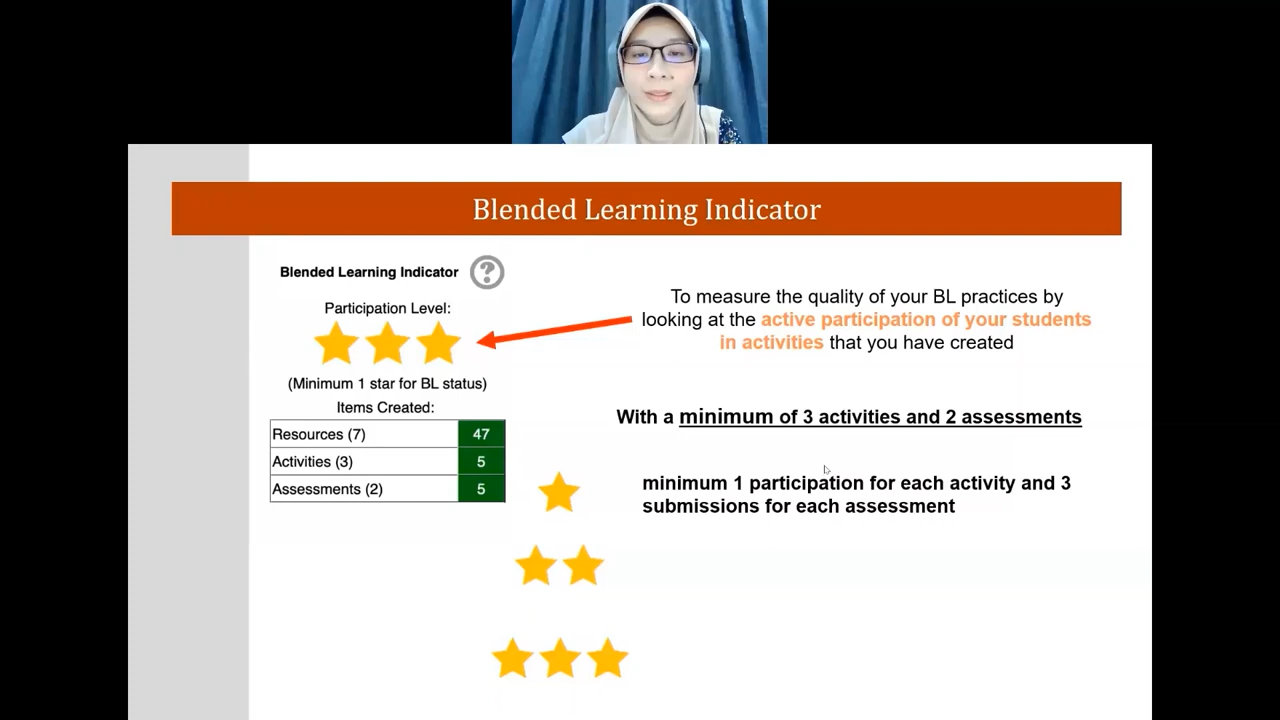 Blended Learning Indicator
Blended Learning Indicator ?
Participation Level:
(Minimum 1 star for BL status)
Items Created:
Resources (7) 47
Activities (3) 5
Assessments (2) 5
To measure the quality of your BL practices by
looking at the active participation of your students
in activities that you have created
With a minimum of 3 activities and 2 assessments
minimum 1 participation for each activity and 3
submissions for each assessment